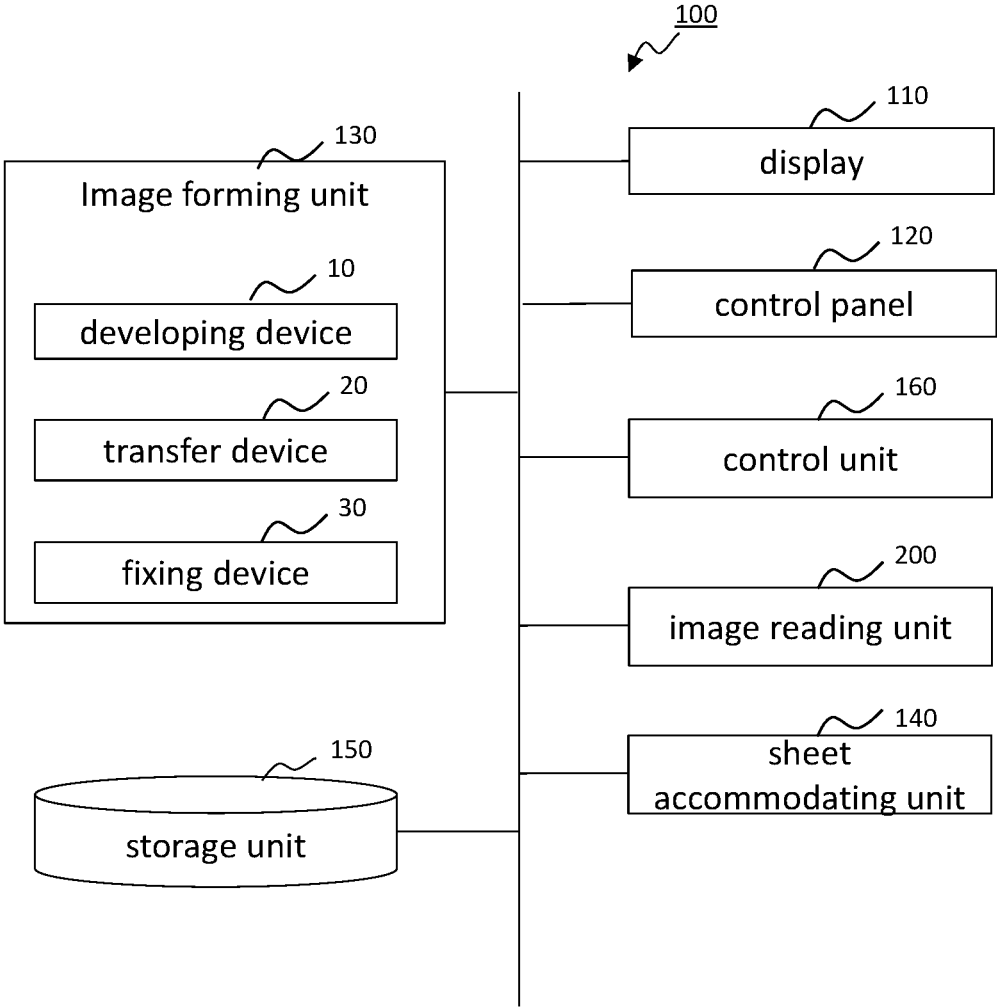 100
130
Image forming unit
10
developing device
20
transfer device
30
fixing device
150
storage unit
110
display
120
control panel
160
control unit
200
image reading unit
140
sheet
accommodating unit